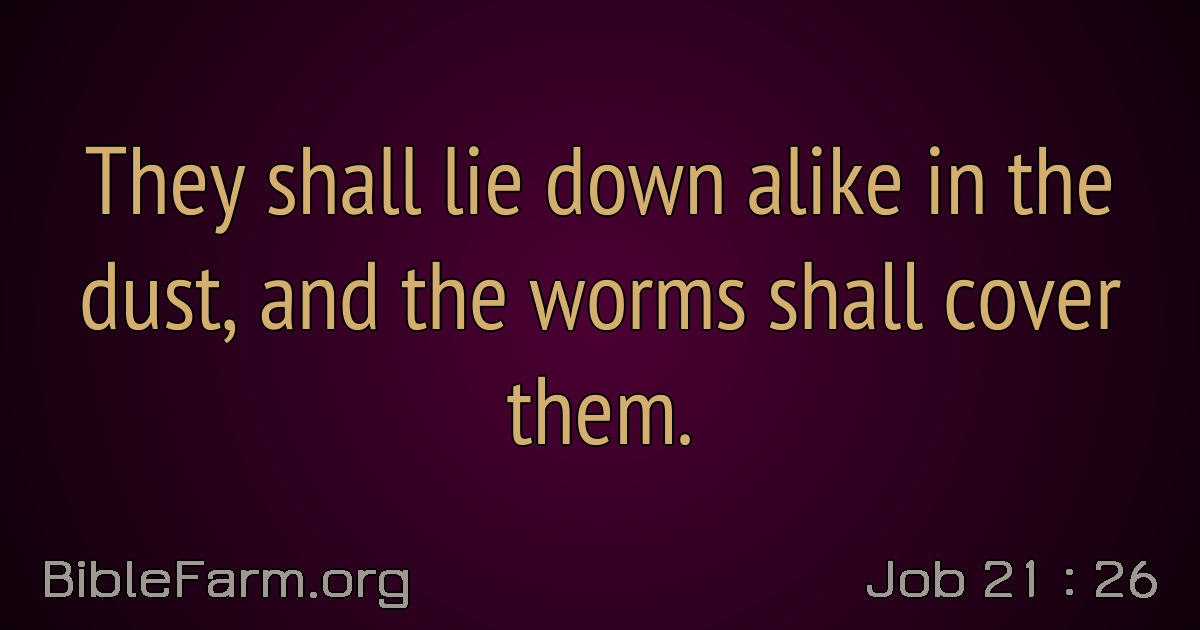 They shall lie down alike in the
dust, and the worms shall cover
them.
BibleFarm.org
Job 21 : 26